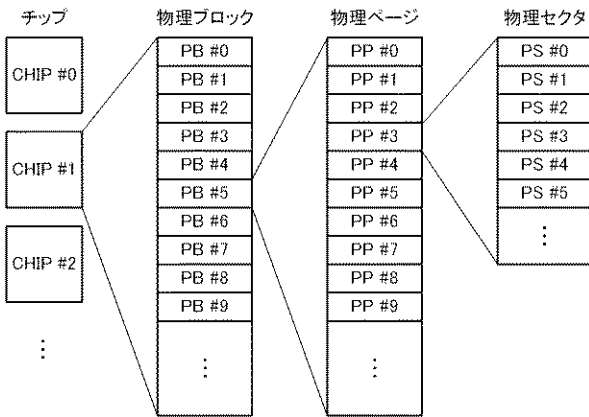 チップ
CHIP #0
CHIP #1
CHIP #2
⋮
物理ブロック
PB #0
PB #1
PB #2
PB #3
PB #4
PB #5
PB #6
PB #7
PB #8
PB #9
⋮
物理ページ
PP #0
PP #1
PP #2
PP #3
PP #4
PP #5
PP #6
PP #7
PP #8
PP #9
⋮
物理セクタ
PS #0
PS #1
PS #2
PS #3
PS #4
PS #5
⋮